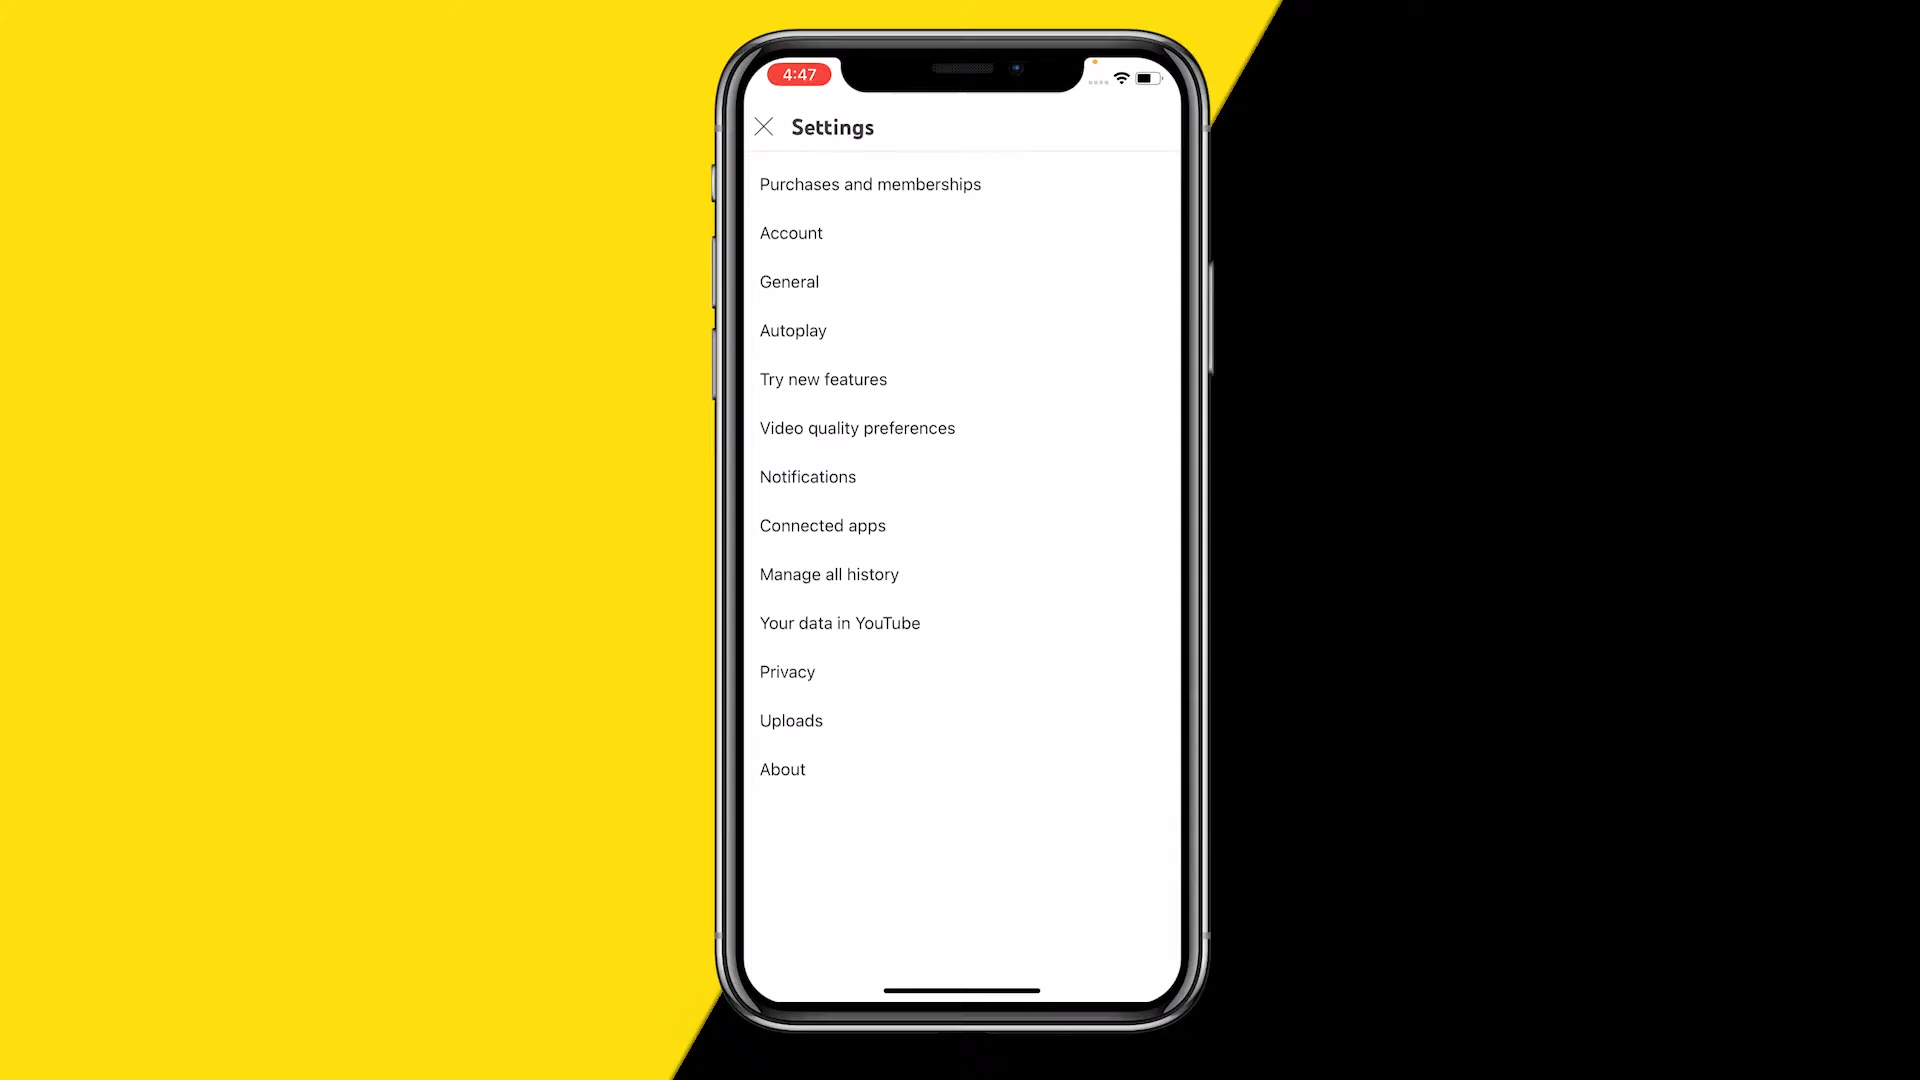 4:47
Settings
Purchases and memberships
Account
General
Autoplay
Try new features
Video quality preferences
Notifications
Connected apps
Manage all history
Your data in YouTube
Privacy
Uploads
About